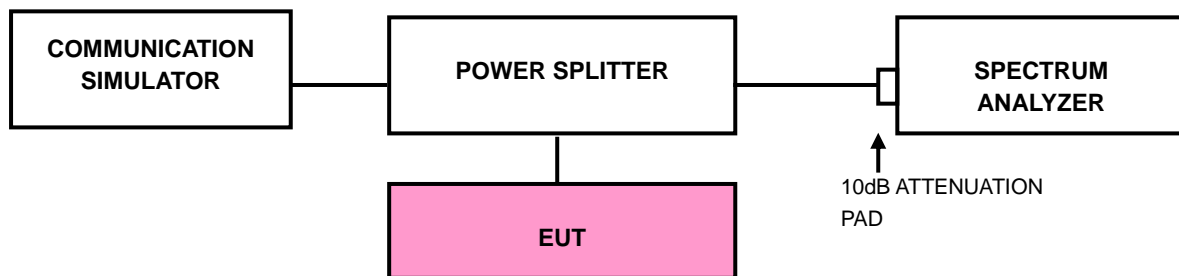 COMMUNICATION
SIMULATOR
POWER SPLITTER
SPECTRUM
ANALYZER
10dB ATTENUATION
PAD
EUT